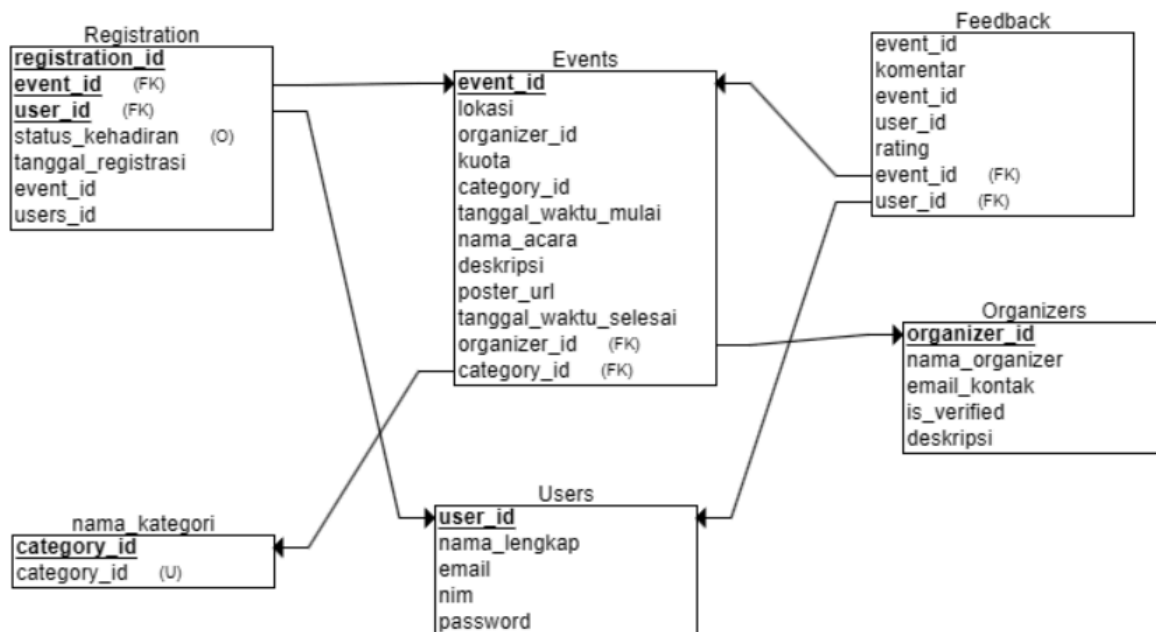 Registration
registration_id
event_id (FK)
user_id (FK)
status_kehadiran (O)
tanggal_registrasi
event_id
users_id
Events
event_id
lokasi
organizer_id
kuota
category_id
tanggal_waktu_mulai
nama_acara
deskripsi
poster_url
tanggal_waktu_selesai
organizer_id (FK)
category_id (FK)
Feedback
event_id
komentar
event_id
user_id
rating
event_id (FK)
user_id (FK)
Organizers
organizer_id
nama_organizer
email_kontak
is_verified
deskripsi
nama_kategori
category_id
category_id (U)
Users
user_id
nama_lengkap
email
nim
password